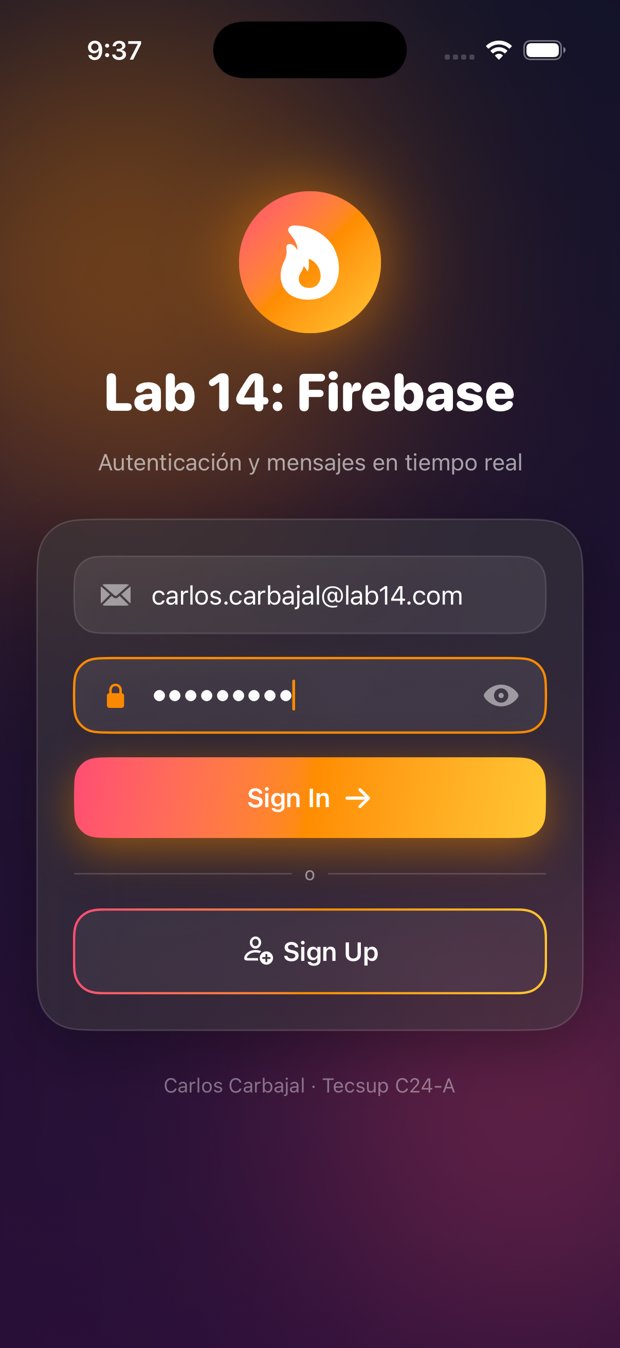 9:37
Lab 14: Firebase
Autenticación y mensajes en tiempo real
carlos.carbajal@lab14.com
•••••••••
Sign In →
o
Sign Up
Carlos Carbajal · Tecsup C24-A